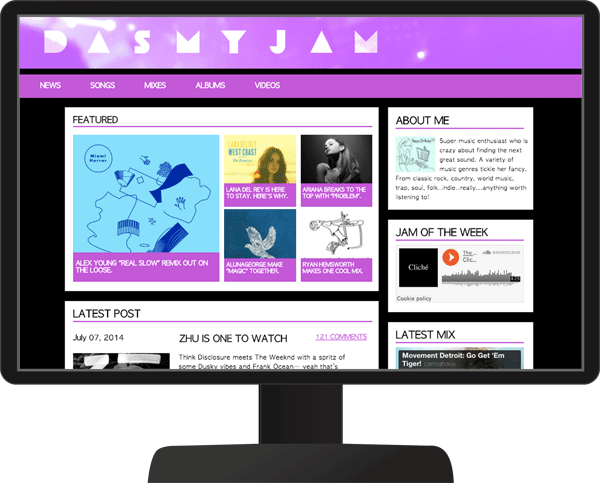 DASMYJAM
NEWS SONGS MIXES ALBUMS VIDEOS
FEATURED
Miami
Horror
ALEX YOUNG "REAL SLOW" REMIX OUT ON
THE LOOSE.
LANA DEL REY
WEST COAST
LANA DEL REY IS HERE
TO STAY. HERE'S WHY.
ARIANA BREAKS TO THE
TOP WITH "PROBLEM".
ALUNAGEORGE MAKE
"MAGIC" TOGETHER.
RYAN HEMSWORTH
MAKES ONE COOL MIX.
LATEST POST
July 07, 2014
ZHU IS ONE TO WATCH
121 COMMENTS
Think Disclosure meets The Weeknd with a spritz of
some Dusky vibes and Frank Ocean— yeah that's
ABOUT ME
Super music enthusiast who is
crazy about finding the next
great sound. A variety of
music genres tickle her fancy.
From classic rock, country, world music,
trap, soul, folk..indie..really....anything worth
listening to!
JAM OF THE WEEK
Cliché
The ...
Clic...
SOUNDCLOUD
Cookie policy
LATEST MIX
Movement Detroit: Go Get 'Em
Tiger!